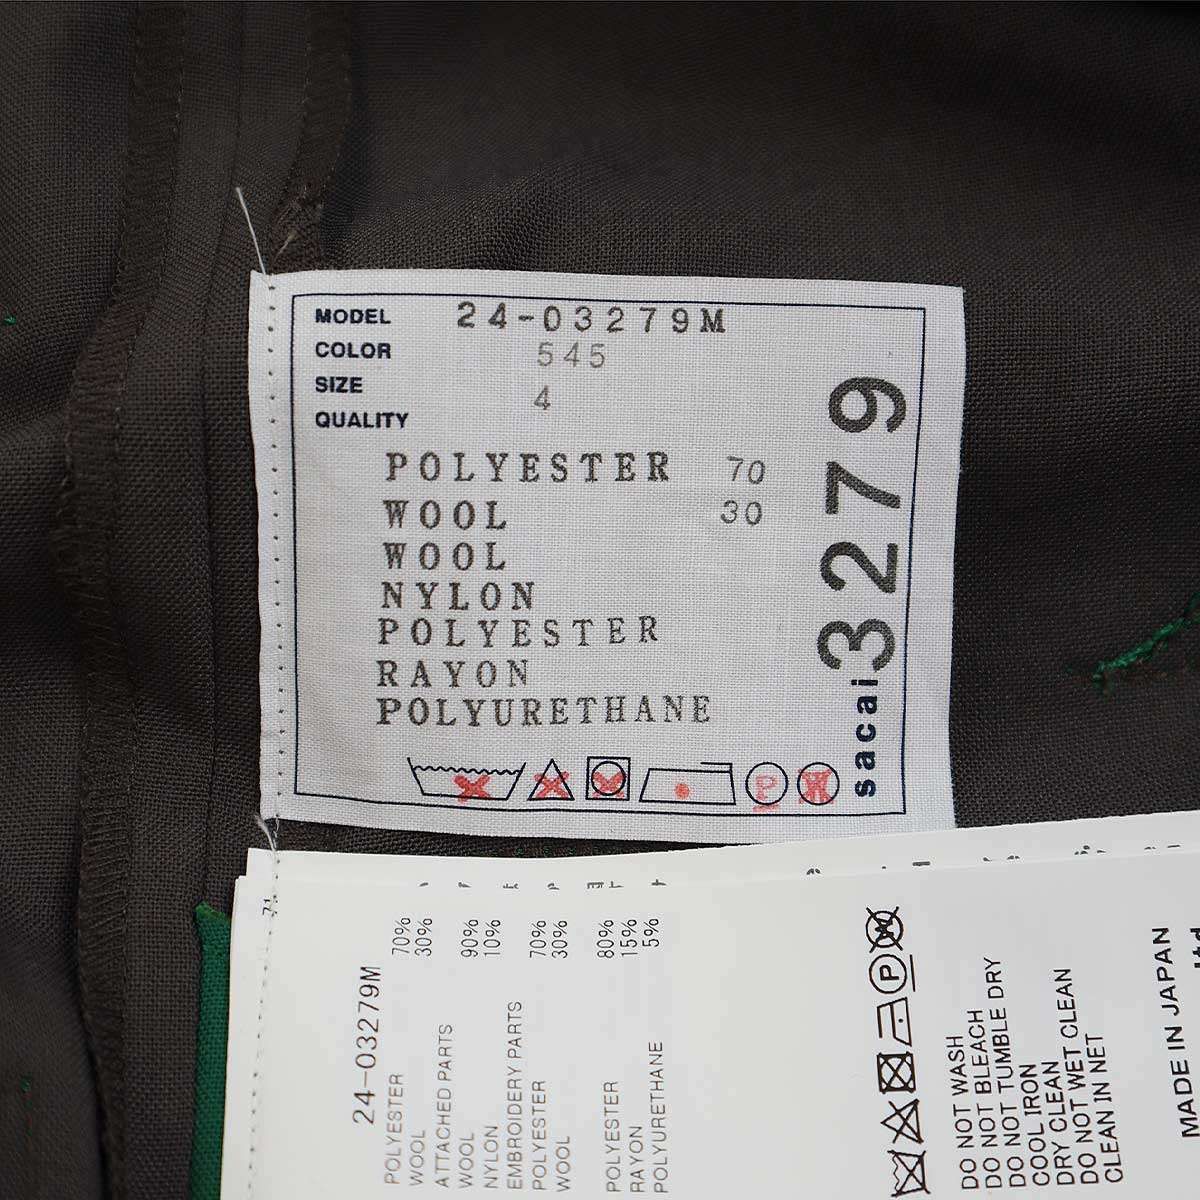 MODEL 24-03279M
COLOR 545
SIZE 4
QUALITY
POLYESTER 70
WOOL 30
WOOL
NYLON
POLYESTER
RAYON
POLYURETHANE
P W
sacai 3279
24-03279M
POLYESTER 70%
WOOL 30%
ATTACHED PARTS
WOOL 90%
NYLON 10%
EMBROIDERY PARTS
POLYESTER 70%
WOOL 30%
POLYESTER 80%
RAYON 15%
POLYURETHANE 5%
P W
DO NOT WASH
DO NOT BLEACH
DO NOT TUMBLE DRY
COOL IRON
DRY CLEAN
DO NOT WET CLEAN
CLEAN IN NET
MADE IN JAPAN